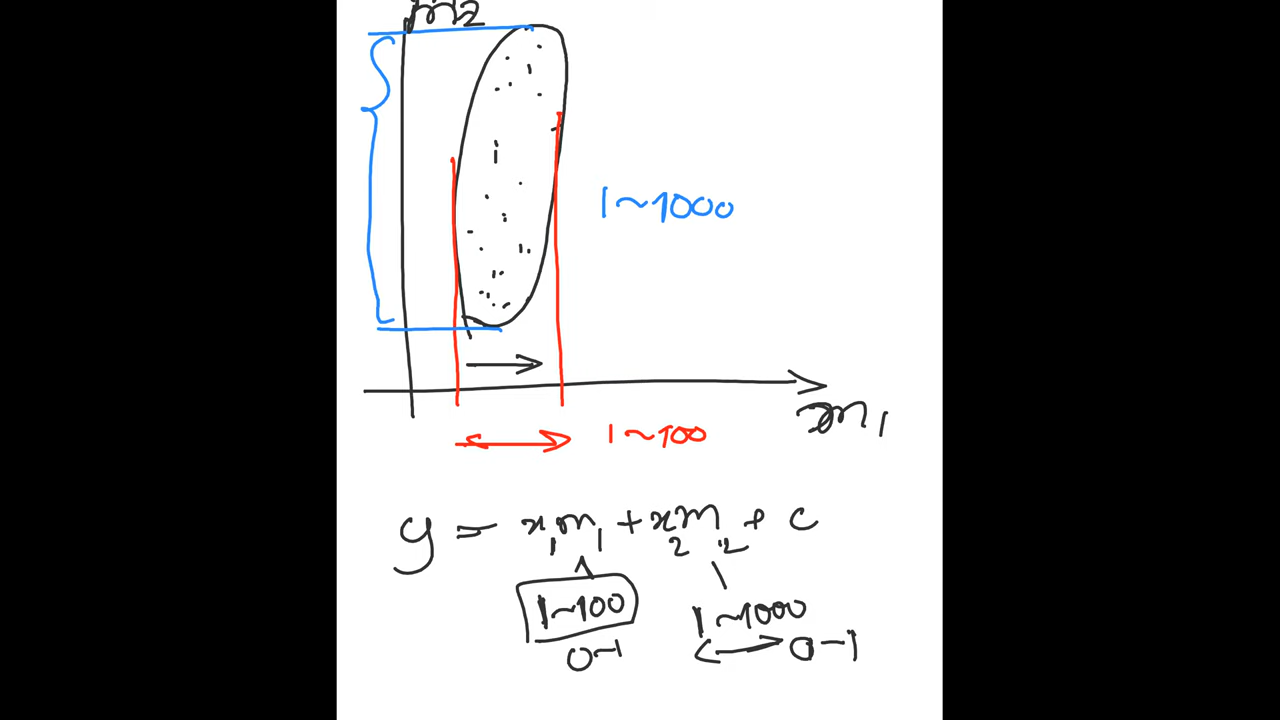 m2
1~1000
m1
1~100
y = x1m1 + x2m2 + c
1~100 1~1000
0-1 0-1